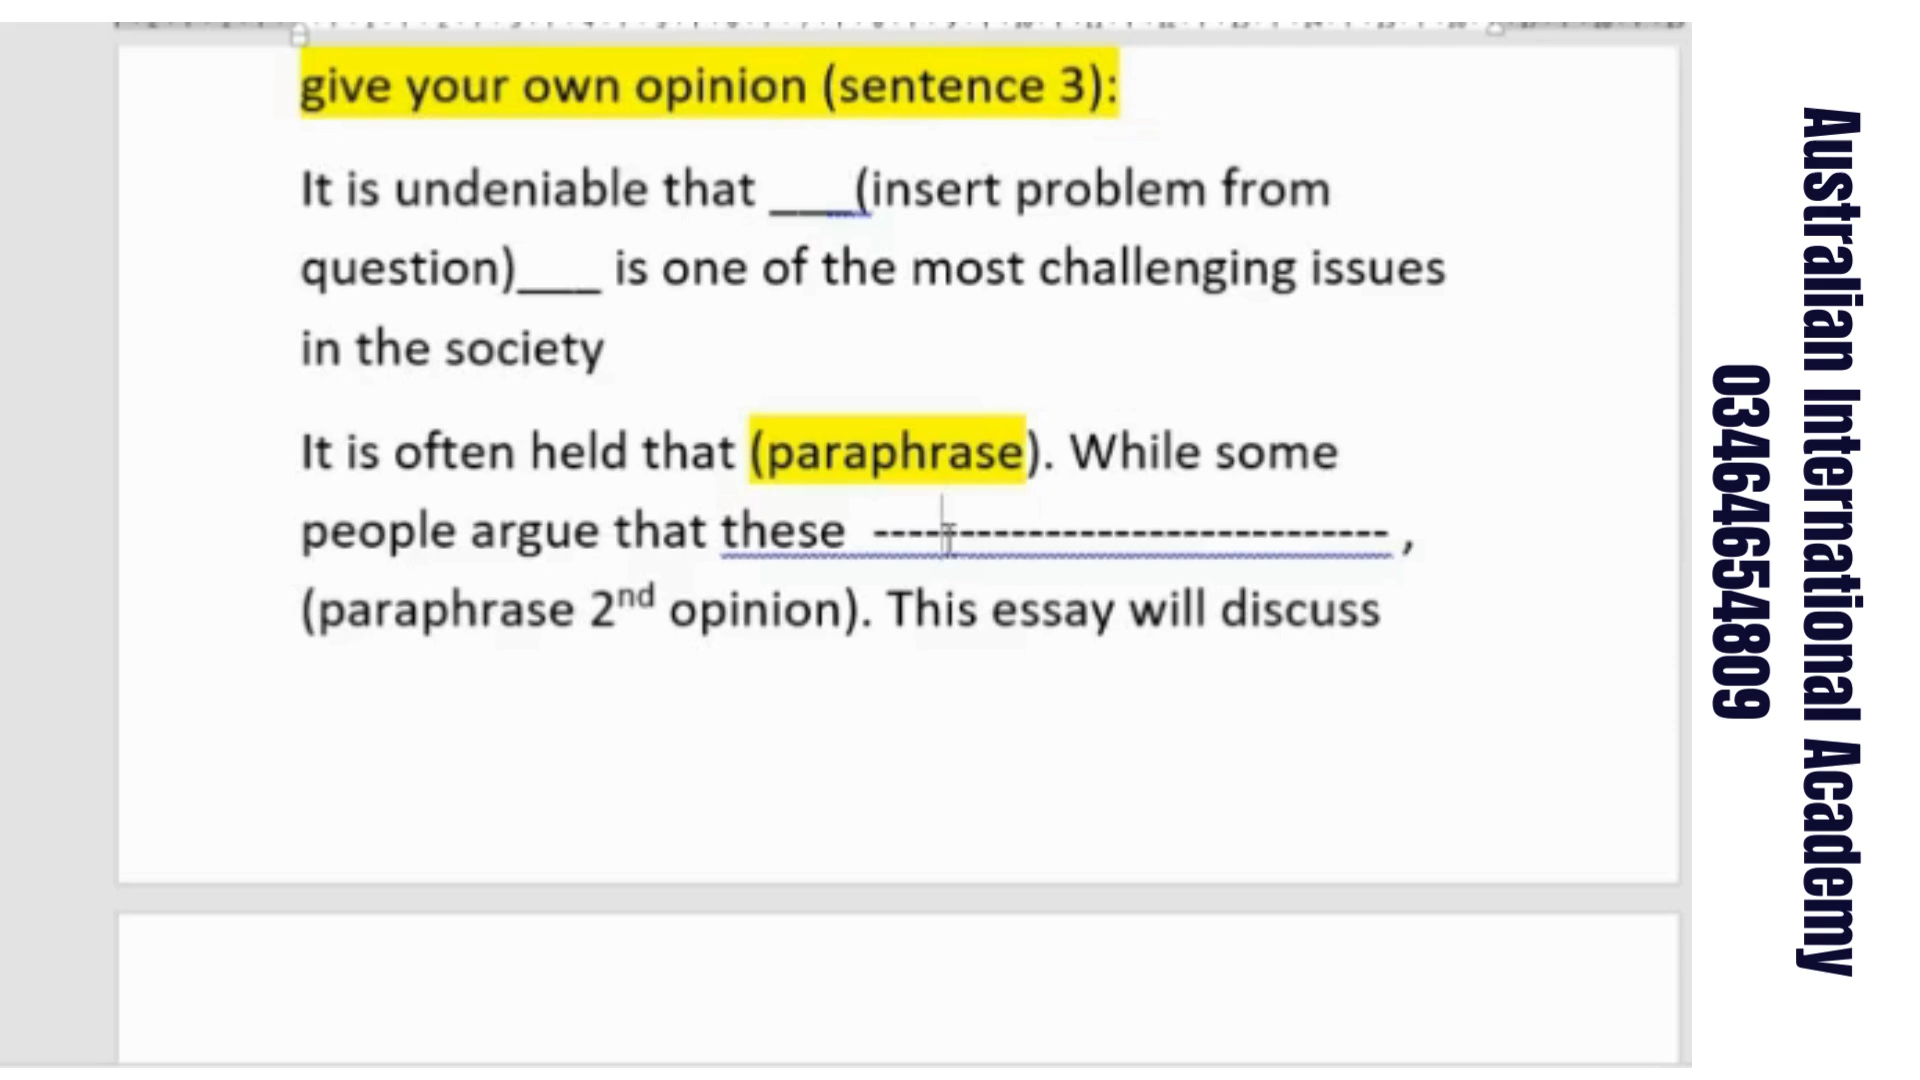 give your own opinion (sentence 3):
It is undeniable that ___(insert problem from
question)___ is one of the most challenging issues
in the society
It is often held that (paraphrase). While some
people argue that these ------------------------------ ,
(paraphrase 2nd opinion). This essay will discuss
Australian International Academy
03464654809